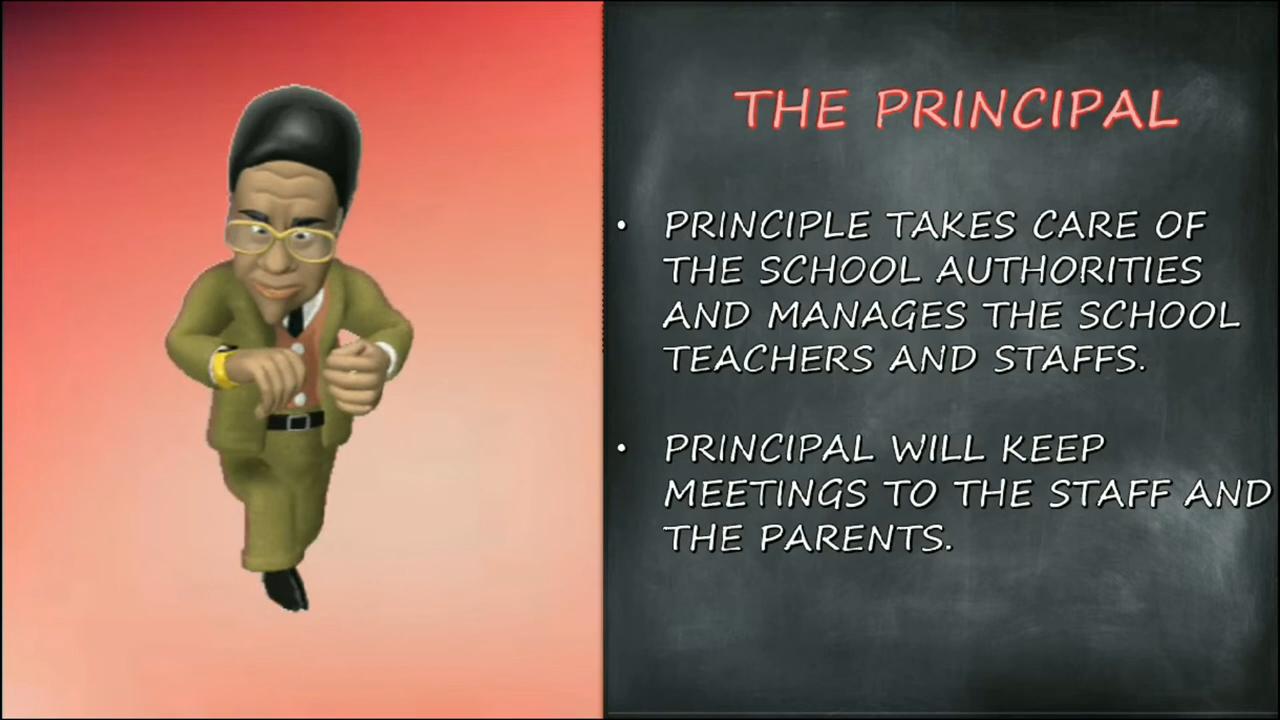 THE PRINCIPAL
• PRINCIPLE TAKES CARE OF
THE SCHOOL AUTHORITIES
AND MANAGES THE SCHOOL
TEACHERS AND STAFFS.
• PRINCIPAL WILL KEEP
MEETINGS TO THE STAFF AND
THE PARENTS.